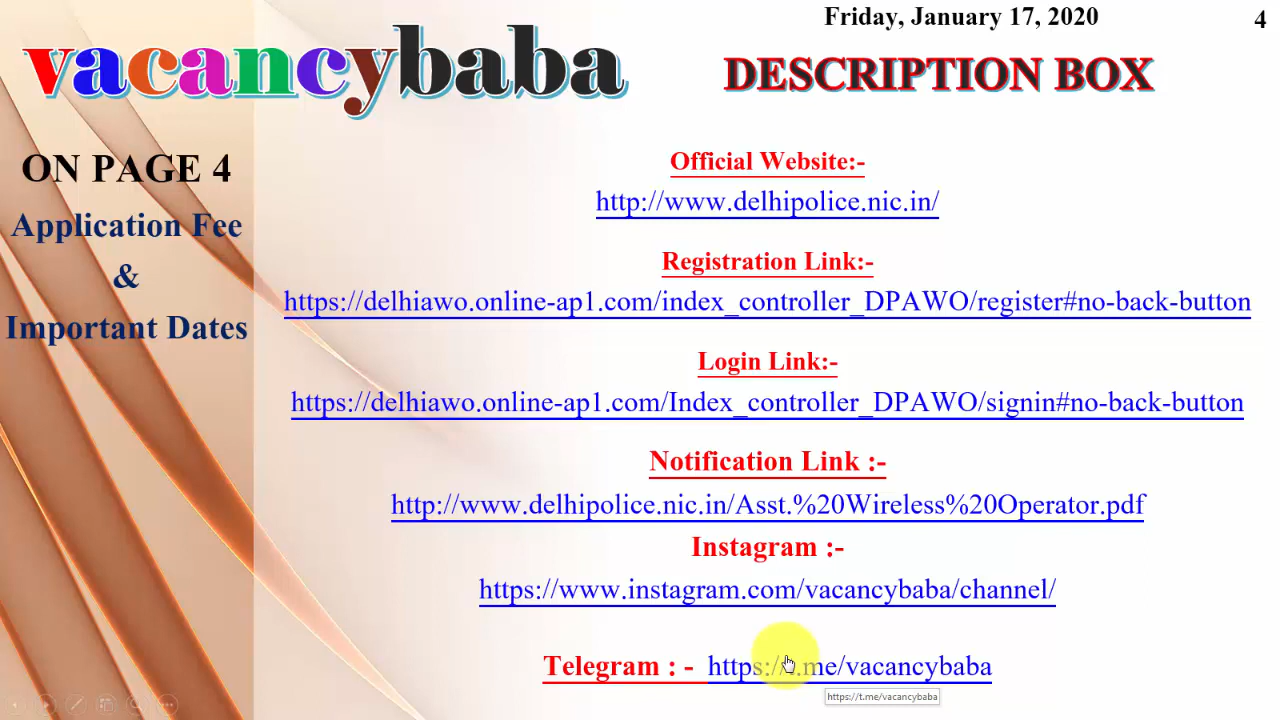 Friday, January 17, 2020
4
vacancybaba
DESCRIPTION BOX
ON PAGE 4
Application Fee
&
Important Dates
Official Website:-
http://www.delhipolice.nic.in/
Registration Link:-
https://delhiawo.online-ap1.com/index_controller_DPAWO/register#no-back-button
Login Link:-
https://delhiawo.online-ap1.com/Index_controller_DPAWO/signin#no-back-button
Notification Link :-
http://www.delhipolice.nic.in/Asst.%20Wireless%20Operator.pdf
Instagram :-
https://www.instagram.com/vacancybaba/channel/
Telegram : - https://t.me/vacancybaba
https://t.me/vacancybaba